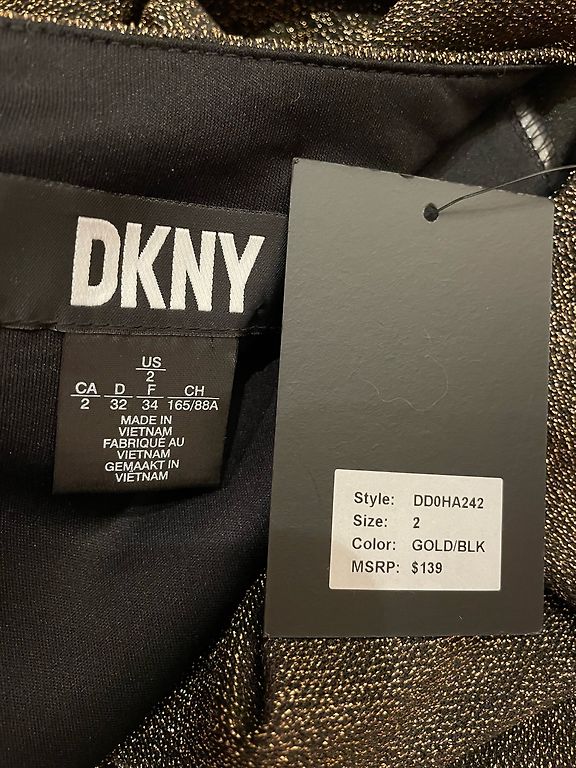 DKNY
US
2
CA D F CH
2 32 34 165/88A
MADE IN
VIETNAM
FABRIQUÉ AU
VIETNAM
GEMAAKT IN
VIETNAM
Style: DD0HA242
Size: 2
Color: GOLD/BLK
MSRP: $139